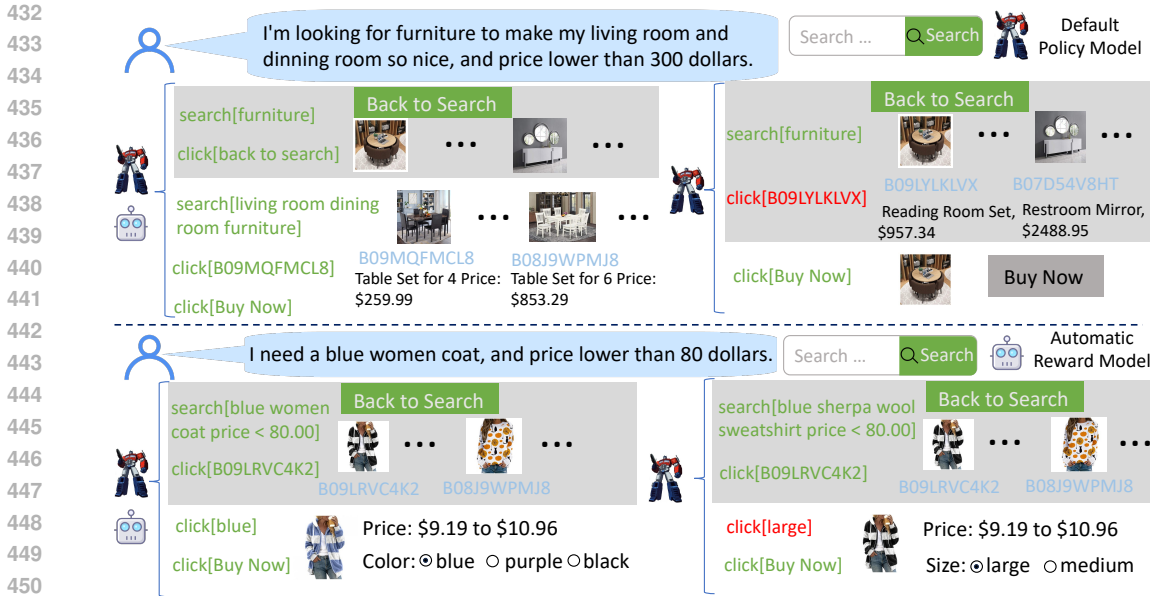 432
433
434
435
436
437
438
439
440
441
442
443
444
445
446
447
448
449
450
I'm looking for furniture to make my living room and
dinning room so nice, and price lower than 300 dollars.
Search ...
Search
Default
Policy Model
search[furniture]
click[back to search]
Back to Search
...
...
search[living room dining
room furniture]
click[B09MQFMCL8]
click[Buy Now]
...
...
B09MQFMCL8
Table Set for 4 Price:
$259.99
B08J9WPMJ8
Table Set for 6 Price:
$853.29
Back to Search
search[furniture]
click[B09LYLKLVX]
...
...
B09LYLKLVX
Reading Room Set,
$957.34
B07D54V8HT
Restroom Mirror,
$2488.95
click[Buy Now]
Buy Now
I need a blue women coat, and price lower than 80 dollars.
Search ...
Search
Automatic
Reward Model
search[blue women
coat price < 80.00]
click[B09LRVC4K2]
Back to Search
...
...
B09LRVC4K2
B08J9WPMJ8
click[blue]
click[Buy Now]
Price: $9.19 to $10.96
Color: blue purple black
search[blue sherpa wool
sweatshirt price < 80.00]
click[B09LRVC4K2]
Back to Search
...
...
B09LRVC4K2
B08J9WPMJ8
click[large]
click[Buy Now]
Price: $9.19 to $10.96
Size: large medium